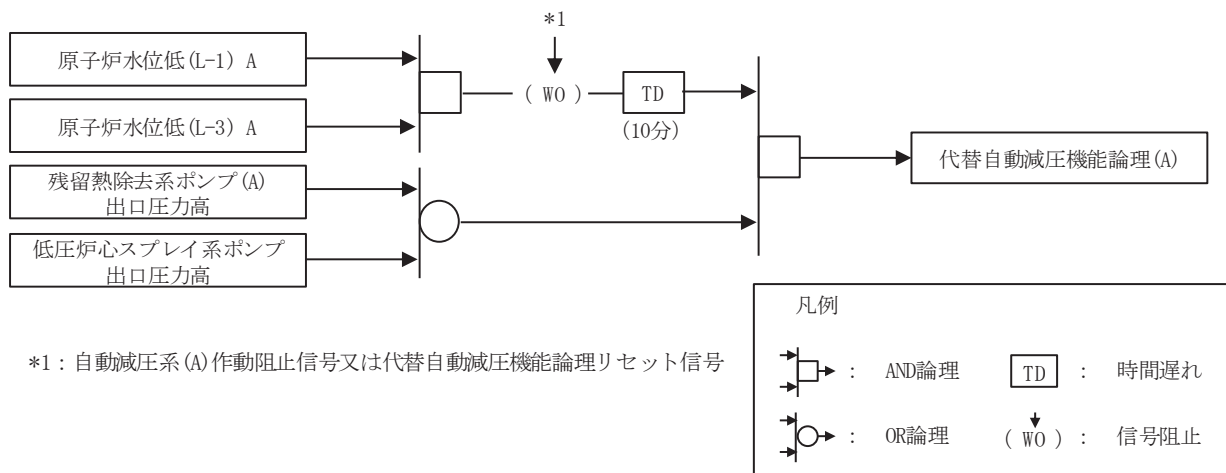 *1
原子炉水位低(L-1) A
( WO )
TD
(10分)
原子炉水位低(L-3) A
代替自動減圧機能論理(A)
残留熱除去系ポンプ(A)
出口圧力高
低圧炉心スプレイ系ポンプ
出口圧力高
*1：自動減圧系(A)作動阻止信号又は代替自動減圧機能論理リセット信号
凡例
： AND論理
TD ： 時間遅れ
： OR論理
( WO ) ： 信号阻止